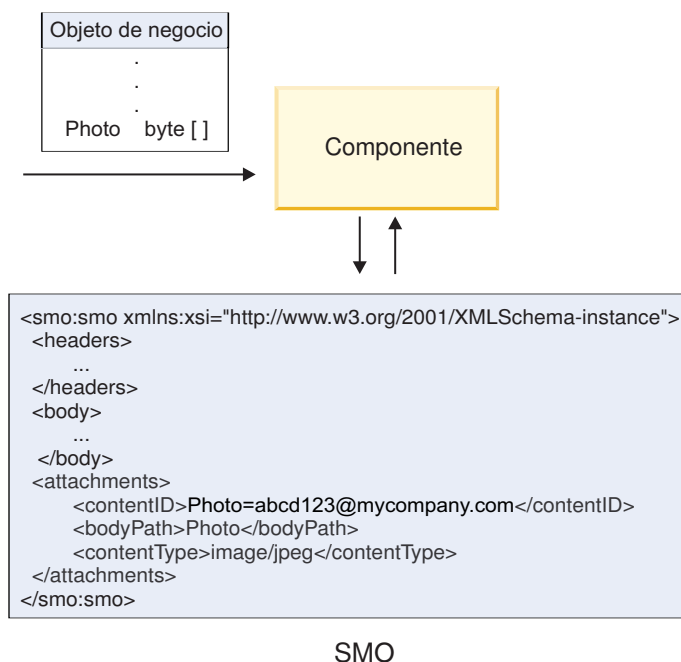 Objeto de negocio
.
.
.
Photo byte [ ]
Componente
<smo:smo xmlns:xsi="http://www.w3.org/2001/XMLSchema-instance">
<headers>
...
</headers>
<body>
...
</body>
<attachments>
<contentID>Photo=abcd123@mycompany.com</contentID>
<bodyPath>Photo</bodyPath>
<contentType>image/jpeg</contentType>
</attachments>
</smo:smo>
SMO